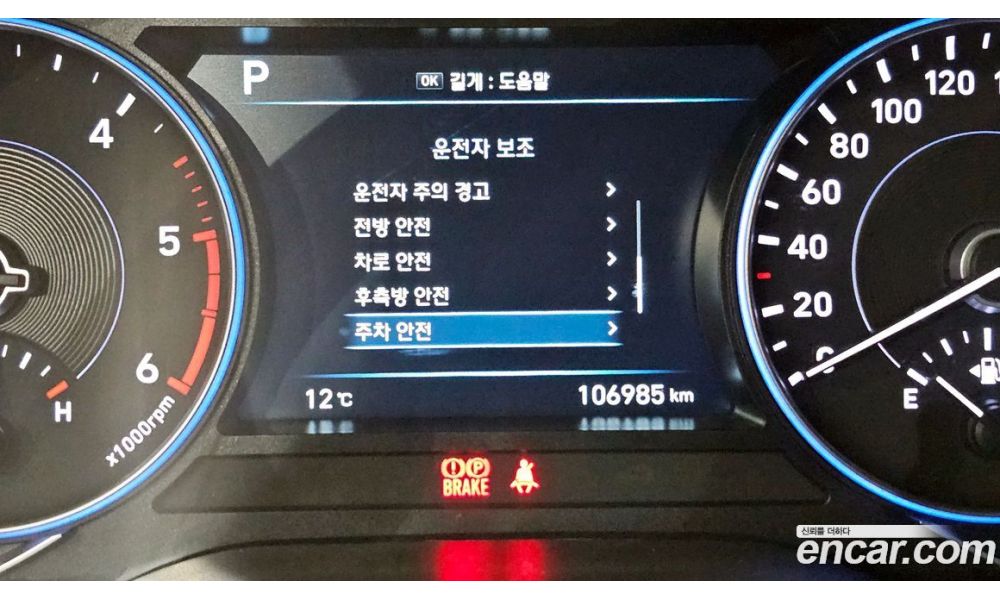 P
OK 길게 : 도움말
운전자 보조
운전자 주의 경고
전방 안전
차로 안전
후측방 안전
주차 안전
12℃
106985 km
4
5
6
x1000rpm
H
0
20
40
60
80
100
120
E
P
BRAKE
신뢰를 더하다
encar.com